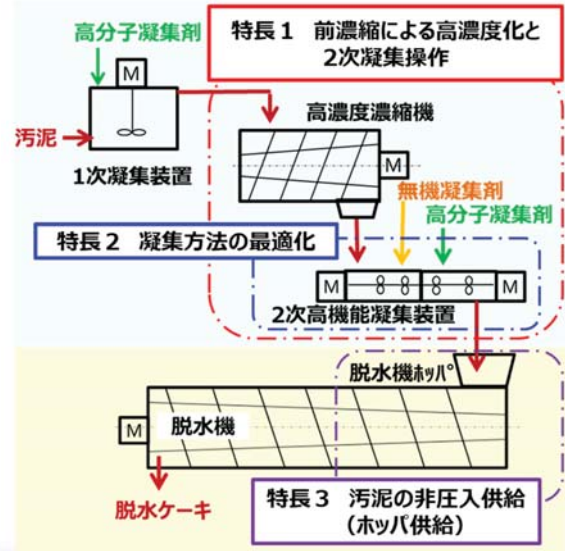 高分子凝集剤
特長１ 前濃縮による高濃度化と
２次凝集操作
M
汚泥
1次凝集装置
高濃度濃縮機
M
無機凝集剤
高分子凝集剤
特長２ 凝集方法の最適化
M
M
2次高機能凝集装置
脱水機ﾎｯﾊﾟ
M
脱水機
脱水ケーキ
特長３ 汚泥の非圧入供給
（ホッパ供給）